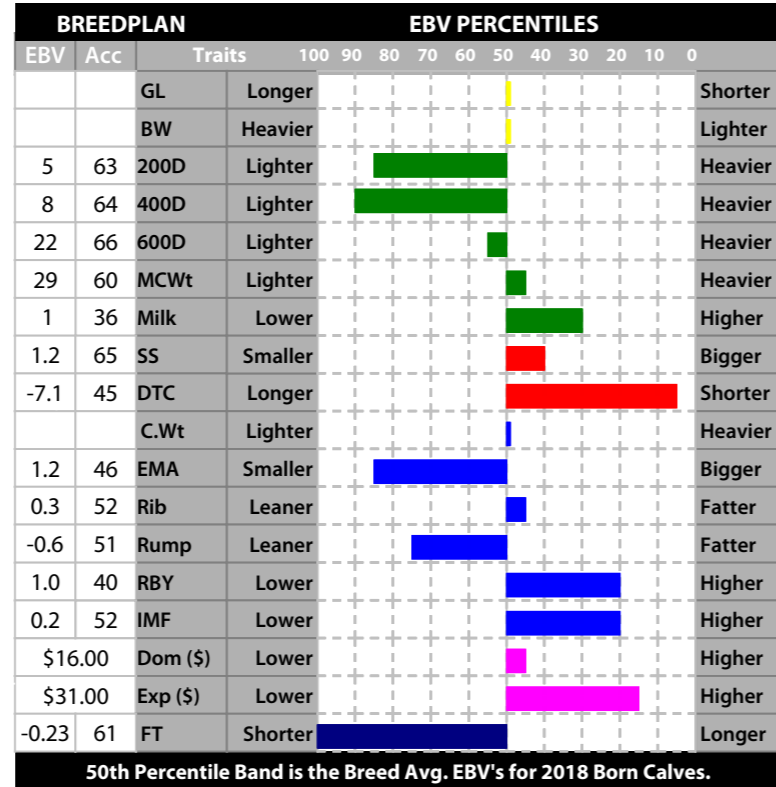 BREEDPLAN EBV PERCENTILES
EBV Acc Traits 100 90 80 70 60 50 40 30 20 10 0
GL Longer Shorter
BW Heavier Lighter
5 63 200D Lighter Heavier
8 64 400D Lighter Heavier
22 66 600D Lighter Heavier
29 60 MCWt Lighter Heavier
1 36 Milk Lower Higher
1.2 65 SS Smaller Bigger
-7.1 45 DTC Longer Shorter
C.Wt Lighter Heavier
1.2 46 EMA Smaller Bigger
0.3 52 Rib Leaner Fatter
-0.6 51 Rump Leaner Fatter
1.0 40 RBY Lower Higher
0.2 52 IMF Lower Higher
$16.00 Dom ($) Lower Higher
$31.00 Exp ($) Lower Higher
-0.23 61 FT Shorter Longer
50th Percentile Band is the Breed Avg. EBV's for 2018 Born Calves.